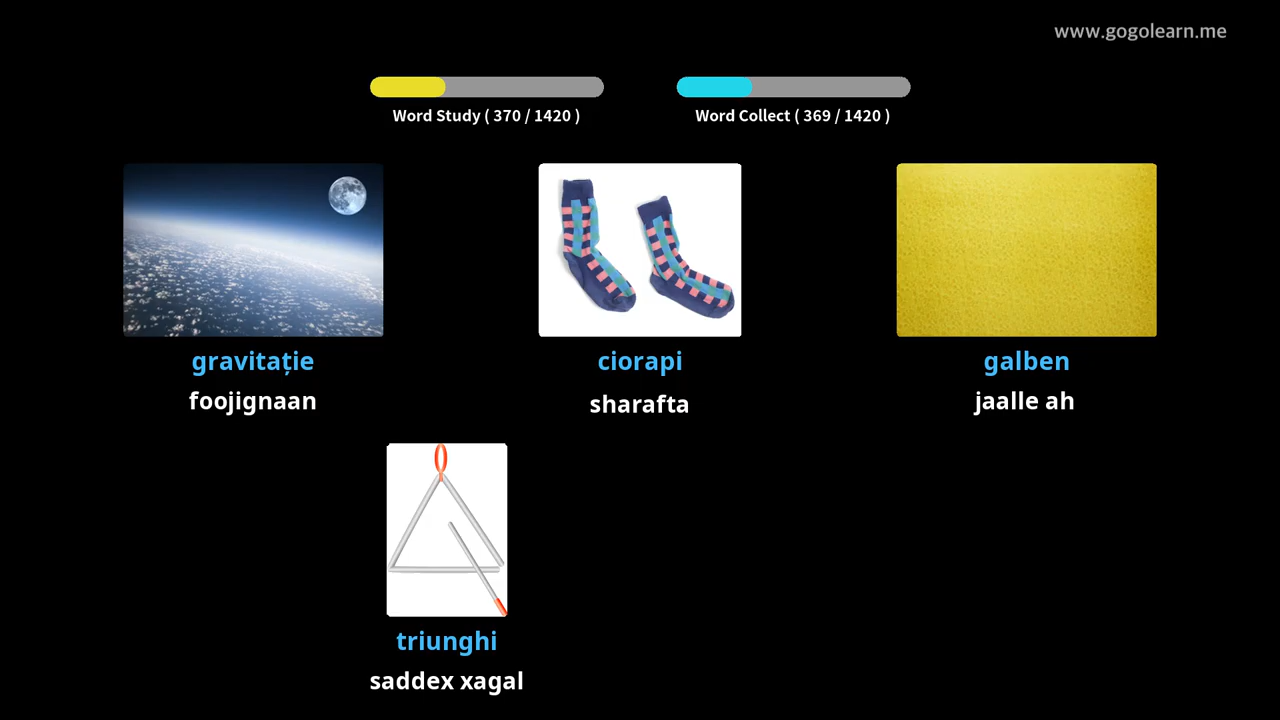 www.gogolearn.me
Word Study ( 370 / 1420 )
Word Collect ( 369 / 1420 )
gravitație
foojignaan
ciorapi
sharafta
galben
jaalle ah
triunghi
saddex xagal